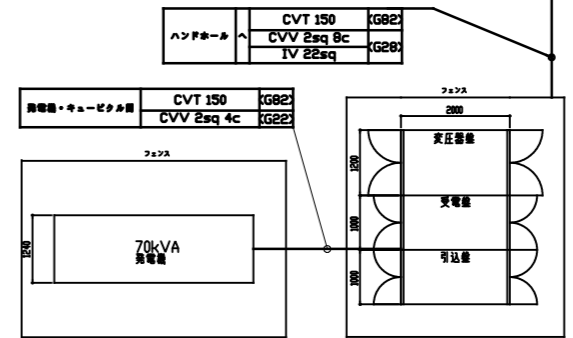 ハンドホール へ CVT 150 (G82)
CVV 2sq 8c (G28)
IV 22sq
発電機・キュービクル間 CVT 150 (G82)
CVV 2sq 4c (G22)
フェンス
2000
変圧器盤
1200
受電盤
1000
引込盤
1000
フェンス
1240
70kVA
発電機